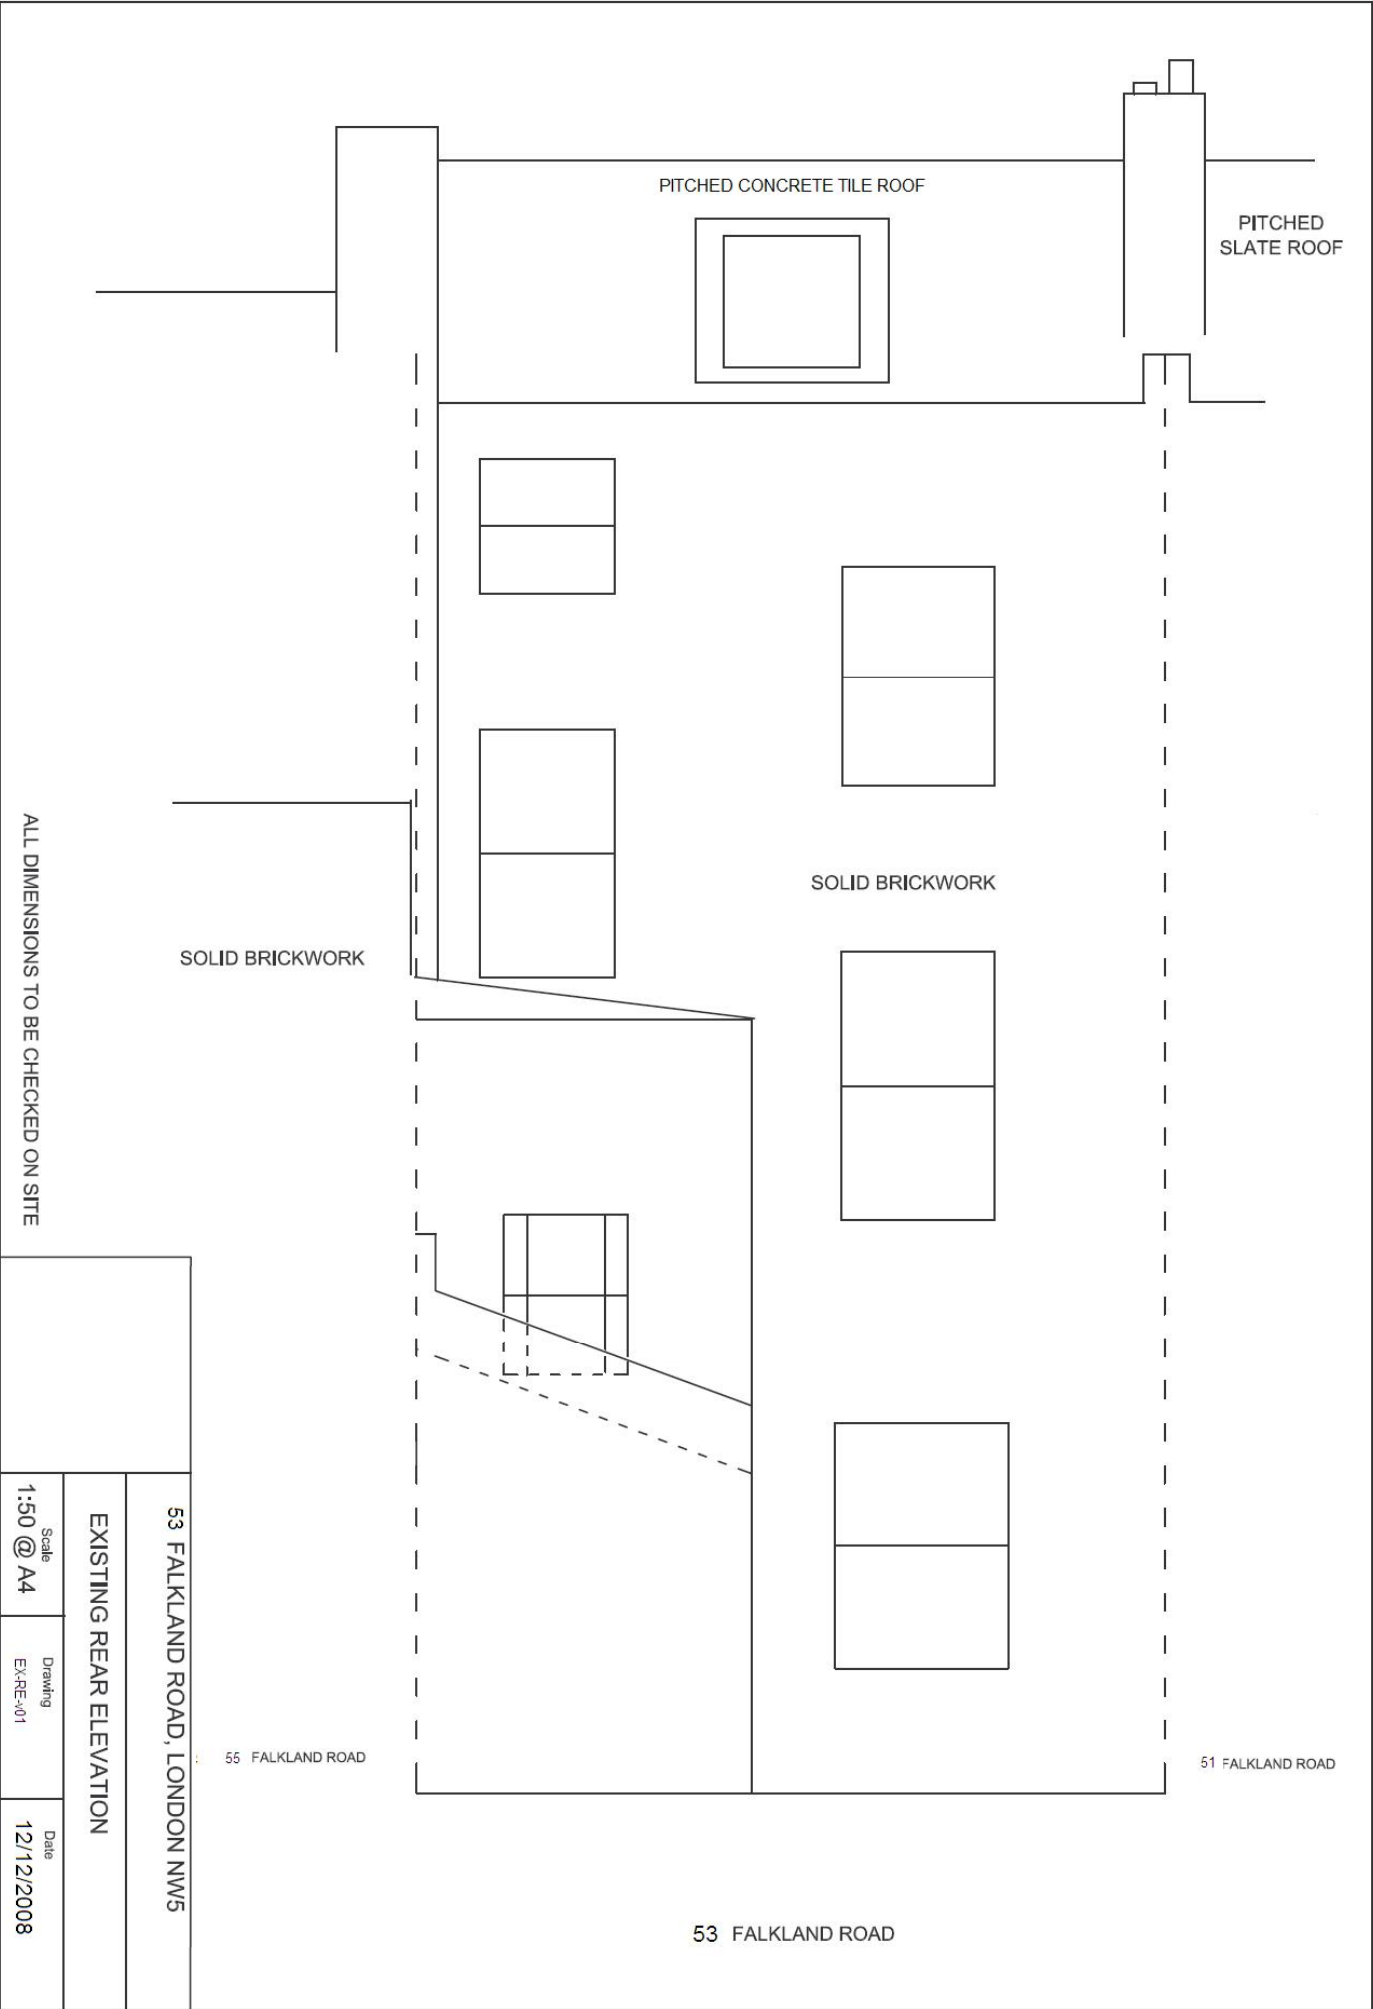 PITCHED CONCRETE TILE ROOF
PITCHED
SLATE ROOF
SOLID BRICKWORK
SOLID BRICKWORK
ALL DIMENSIONS TO BE CHECKED ON SITE
55 FALKLAND ROAD
51 FALKLAND ROAD
53 FALKLAND ROAD
53 FALKLAND ROAD, LONDON NW5
EXISTING REAR ELEVATION
Scale
1:50 @ A4
Drawing
EX-RE-v01
Date
12/12/2008